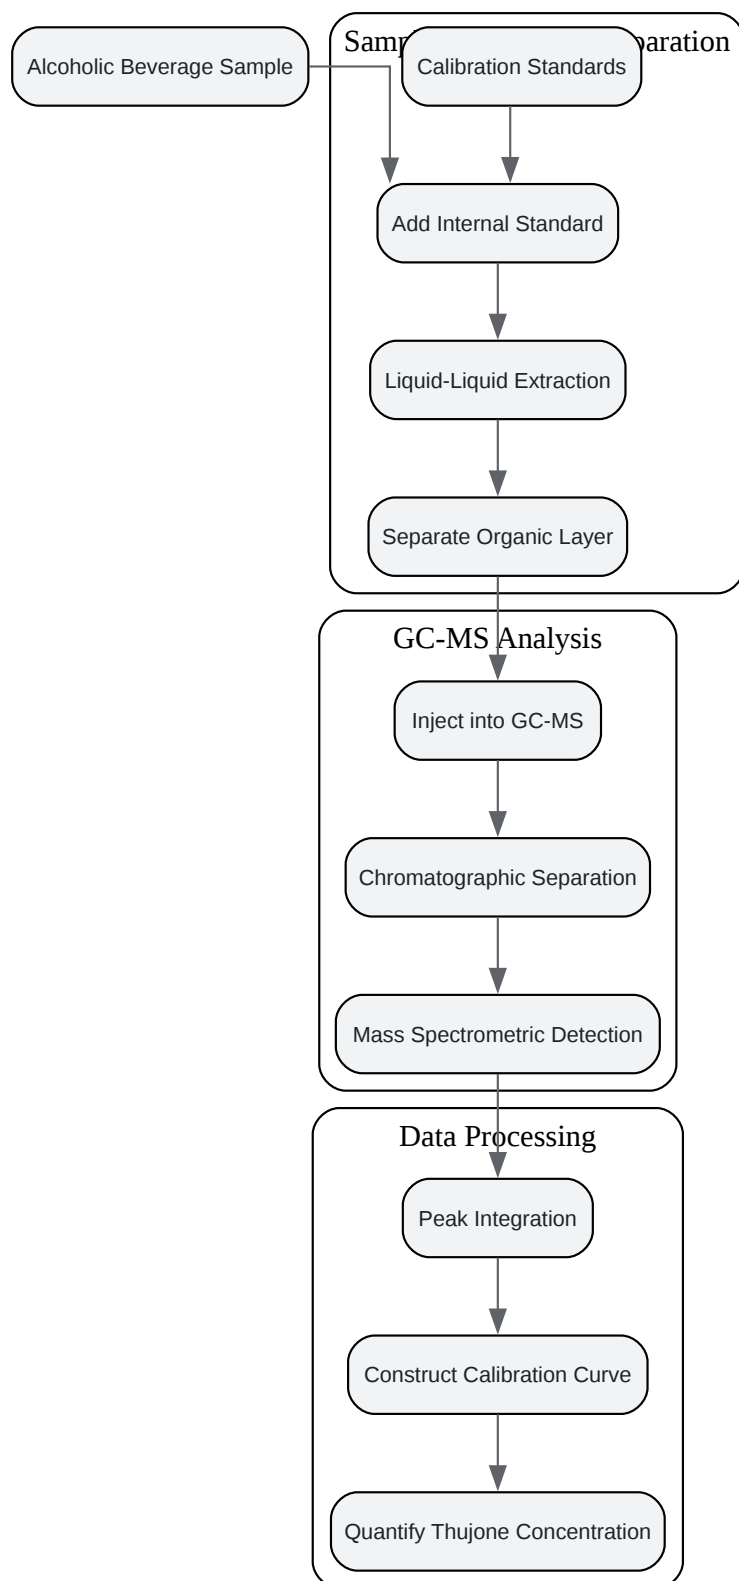 Alcoholic Beverage Sample
Calibration Standards
Add Internal Standard
Liquid-Liquid Extraction
Separate Organic Layer
GC-MS Analysis
Inject into GC-MS
Chromatographic Separation
Mass Spectrometric Detection
Data Processing
Peak Integration
Construct Calibration Curve
Quantify Thujone Concentration